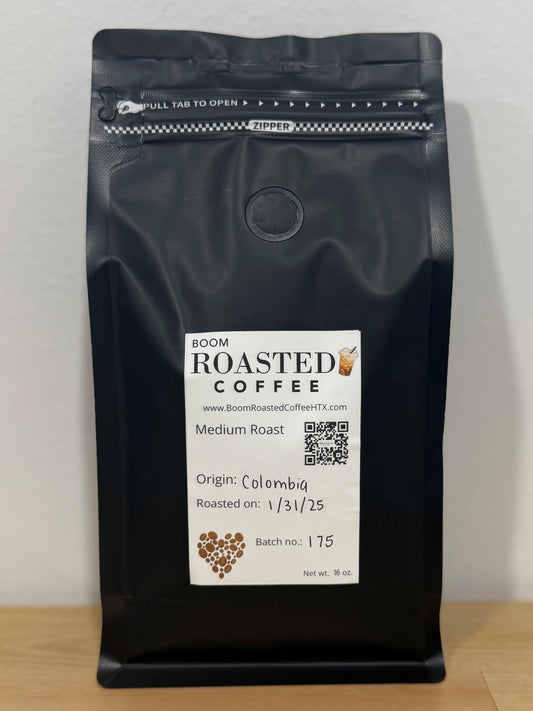 PULL TAB TO OPEN
ZIPPER
BOOM
ROASTED
COFFEE
www.BoomRoastedCoffeeHTX.com
Medium Roast
Origin: Colombia
Roasted on: 1/31/25
Batch no.: 175
Net wt. 16 oz.